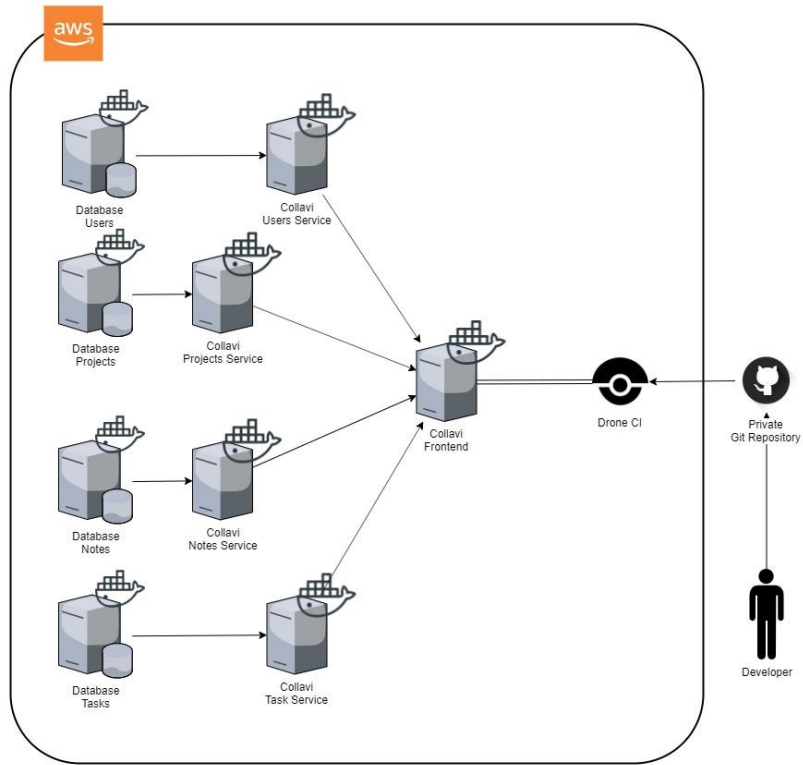 aws
Database
Users
Collavi
Users Service
Database
Projects
Collavi
Projects Service
Collavi
Frontend
Drone CI
Private
Git Repository
Database
Notes
Collavi
Notes Service
Database
Tasks
Collavi
Task Service
Developer